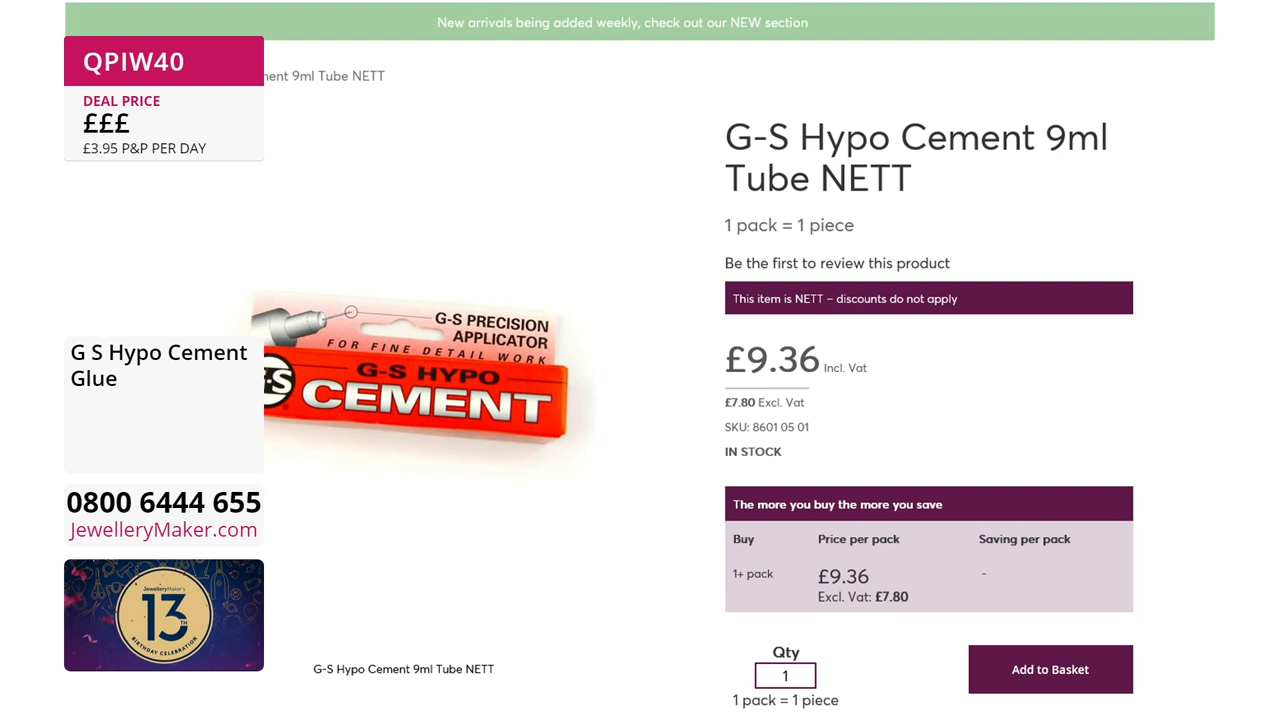 New arrivals being added weekly, check out our NEW section
QPIW40
DEAL PRICE
£££
£3.95 P&P PER DAY
ment 9ml Tube NETT
G-S PRECISION
APPLICATOR
FOR FINE DETAIL WORK
G-S HYPO
CEMENT
G-S
G S Hypo Cement
Glue
0800 6444 655
JewelleryMaker.com
JewelleryMaker's
13TH
BIRTHDAY CELEBRATION
G-S Hypo Cement 9ml Tube NETT
G-S Hypo Cement 9ml
Tube NETT
1 pack = 1 piece
Be the first to review this product
This item is NETT – discounts do not apply
£9.36 Incl. Vat
£7.80 Excl. Vat
SKU: 8601 05 01
IN STOCK
The more you buy the more you save
Buy Price per pack Saving per pack
1+ pack £9.36 -
Excl. Vat: £7.80
Qty
1
1 pack = 1 piece
Add to Basket